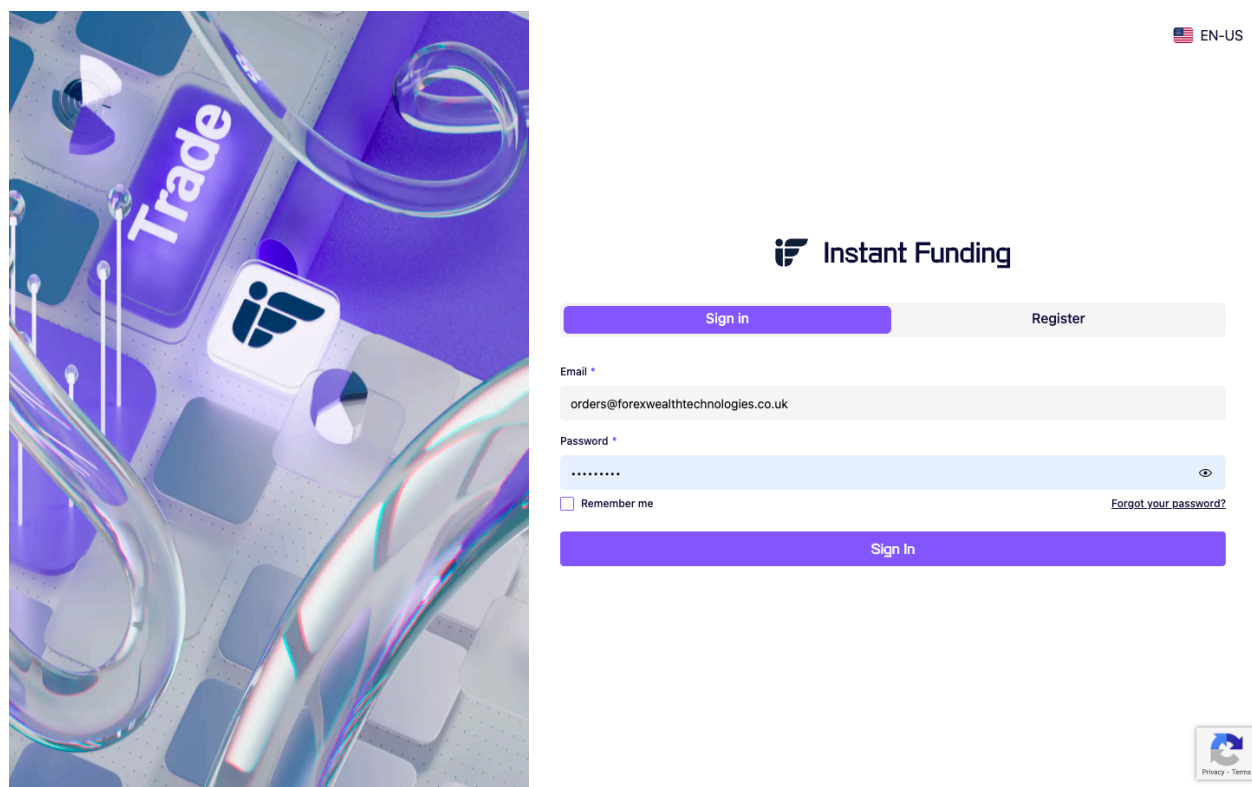 Trade
EN-US
Instant Funding
Sign in
Register
Email *
orders@forexwealthtechnologies.co.uk
Password *
•••••••••
Remember me
Forgot your password?
Sign In
Privacy - Terms